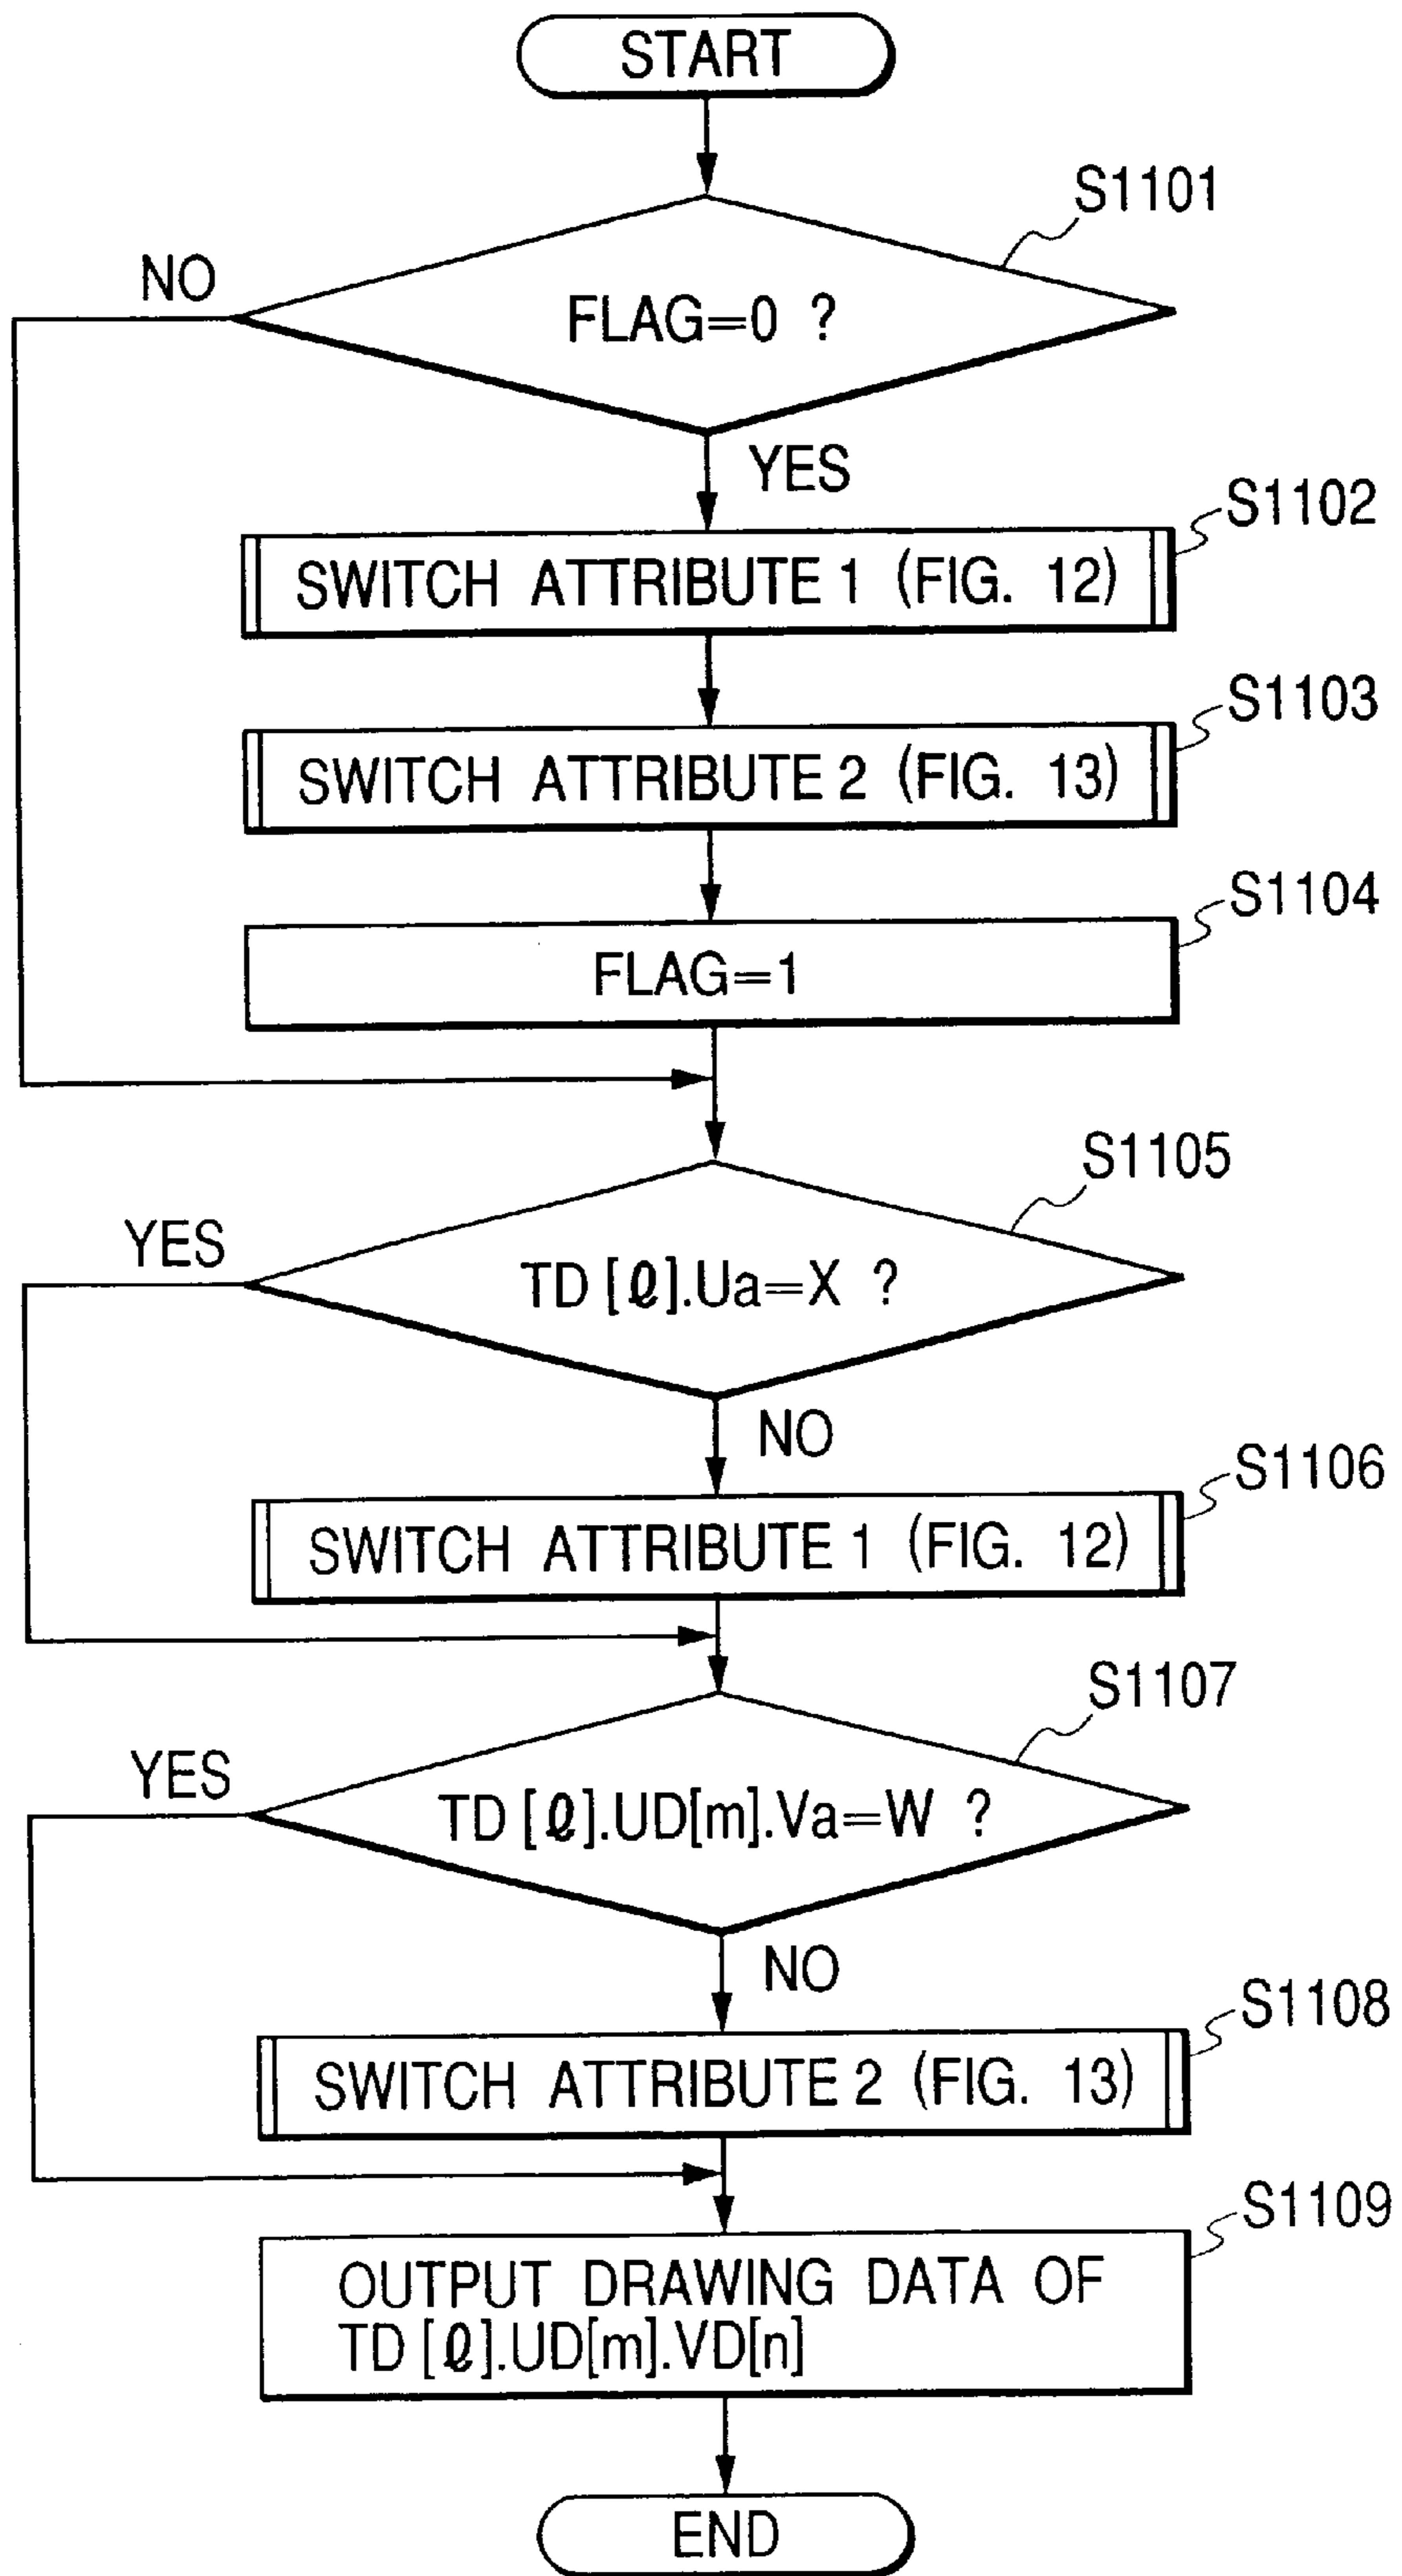 START
S1101
NO
FLAG=0 ?
YES
S1102
SWITCH ATTRIBUTE 1 (FIG. 12)
S1103
SWITCH ATTRIBUTE 2 (FIG. 13)
S1104
FLAG=1
S1105
YES
TD [ℓ].Ua=X ?
NO
S1106
SWITCH ATTRIBUTE 1 (FIG. 12)
S1107
YES
TD [ℓ].UD[m].Va=W ?
NO
S1108
SWITCH ATTRIBUTE 2 (FIG. 13)
S1109
OUTPUT DRAWING DATA OF
TD [ℓ].UD[m].VD[n]
END